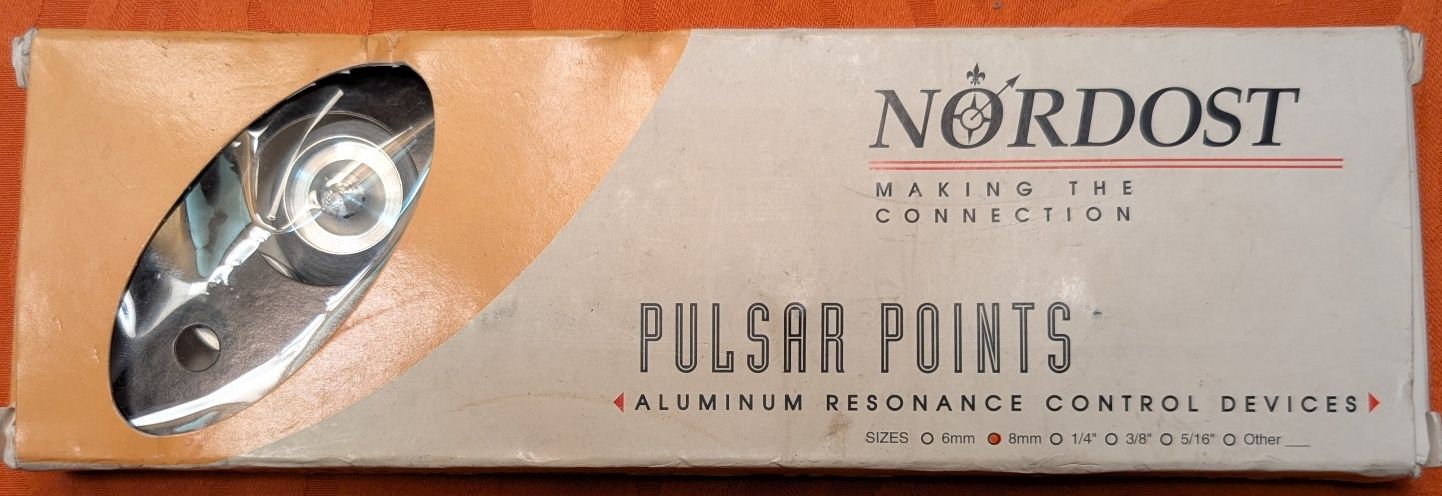 NORDOST
MAKING THE
CONNECTION
PULSAR POINTS
ALUMINUM RESONANCE CONTROL DEVICES
SIZES O 6mm O 8mm O 1/4" O 3/8" O 5/16" O Other ___